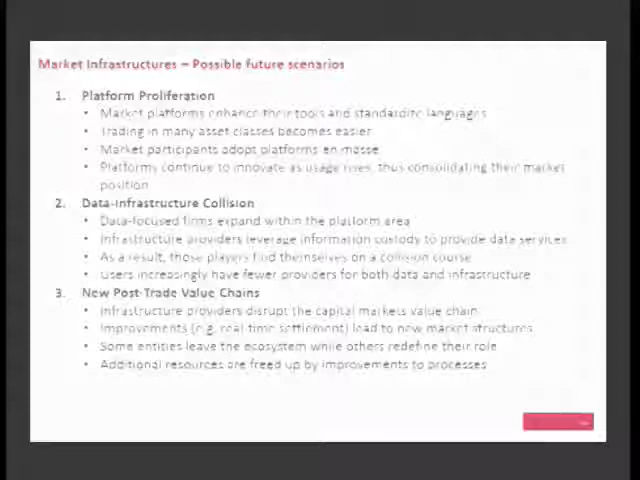 Market Infrastructures – Possible future scenarios
1. Platform Proliferation
• Market platforms enhance their tools and standardize languages
• Trading in many asset classes becomes easier
• Market participants adopt platforms en masse
• Platforms continue to innovate as usage rises, thus consolidating their market
position
2. Data-Infrastructure Collision
• Data-focused firms expand within the platform area
• Infrastructure providers leverage information custody to provide data services
• As a result, those players find themselves on a collision course
• Users increasingly have fewer providers for both data and infrastructure
3. New Post-Trade Value Chains
• Infrastructure providers disrupt the capital markets value chain
• Improvements (e.g. real-time settlement) lead to new market structures
• Some entities leave the ecosystem while others redefine their role
• Additional resources are freed up by improvements to processes